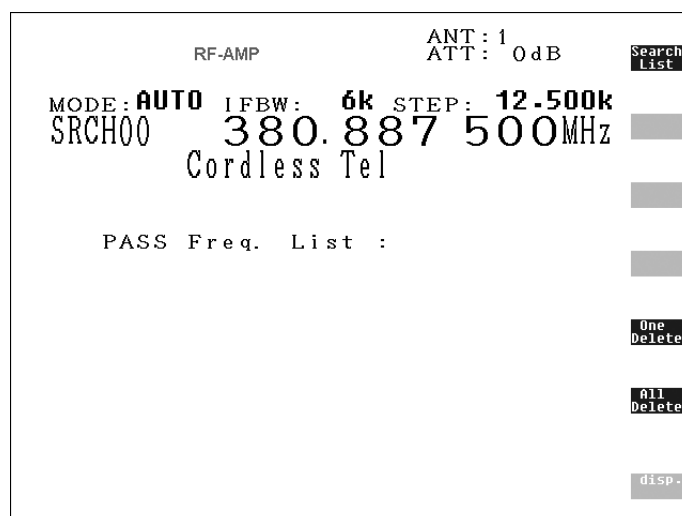 ANT:1
RF-AMP ATT: 0dB
Search
List
MODE:AUTO IFBW: 6k STEP: 12.500k
SRCH00 380.887 500MHz
Cordless Tel
PASS Freq. List :
One
Delete
All
Delete
disp.